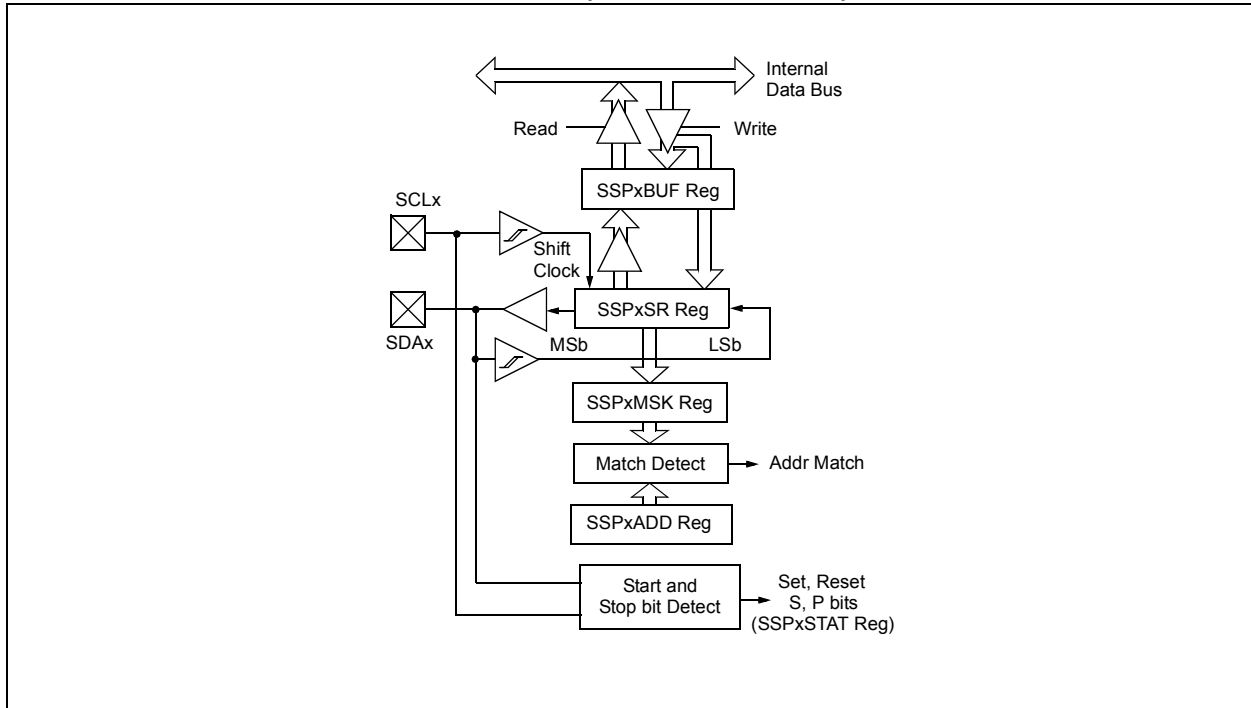 Internal
Data Bus
Read
Write
SSPxBUF Reg
SCLx
Shift
Clock
SSPxSR Reg
SDAx
MSb
LSb
SSPxMSK Reg
Match Detect
Addr Match
SSPxADD Reg
Start and
Stop bit Detect
Set, Reset
S, P bits
(SSPxSTAT Reg)